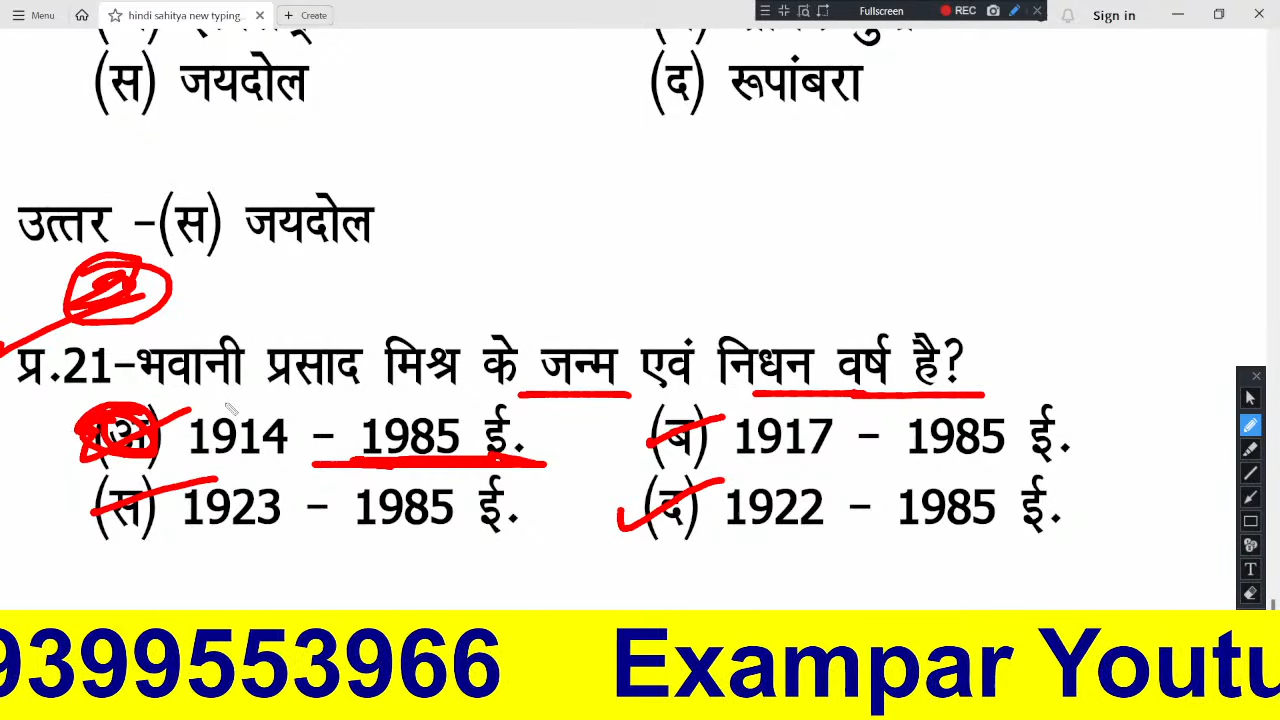 Menu hindi sahitya new typing... × + Create Fullscreen REC Sign in
(स) जयदोल (द) रूपांबरा
उत्तर -(स) जयदोल
प्र.21-भवानी प्रसाद मिश्र के जन्म एवं निधन वर्ष है?
(अ) 1914 - 1985 ई. (ब) 1917 - 1985 ई.
(स) 1923 - 1985 ई. (द) 1922 - 1985 ई.
9399553966 Exampar Youtu